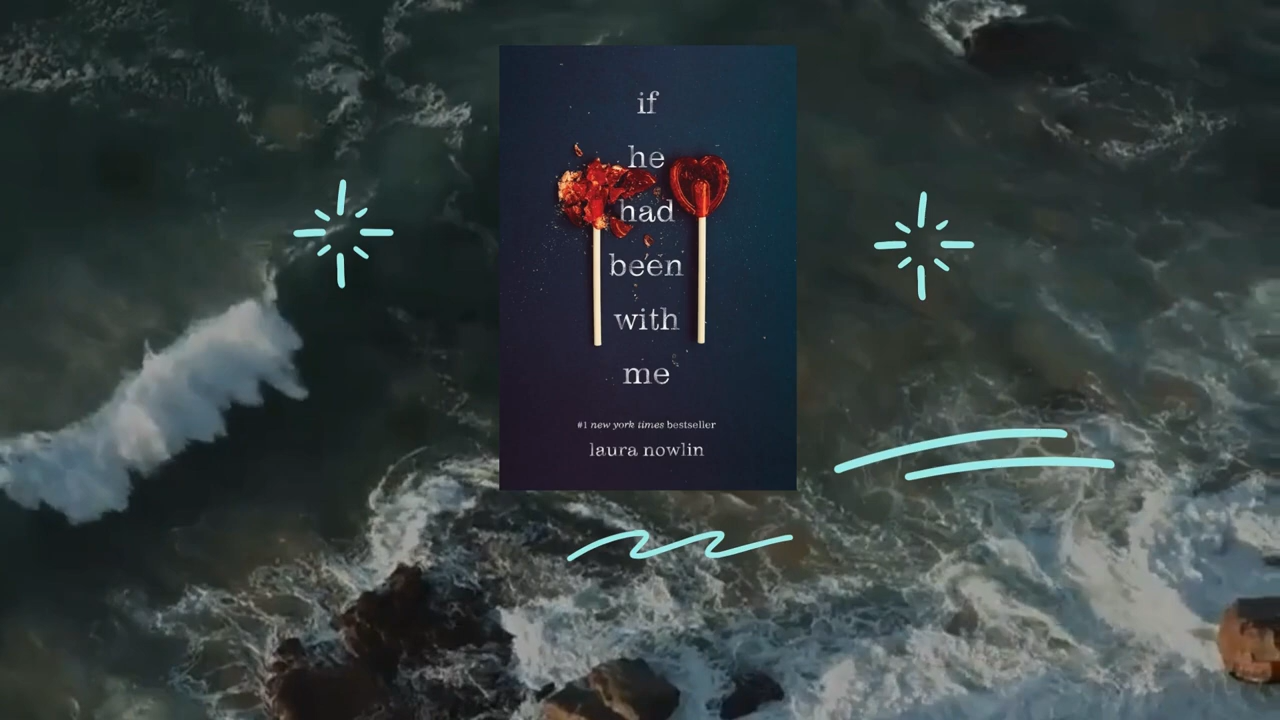 if
he
had
been
with
me
#1 new york times bestseller
laura nowlin